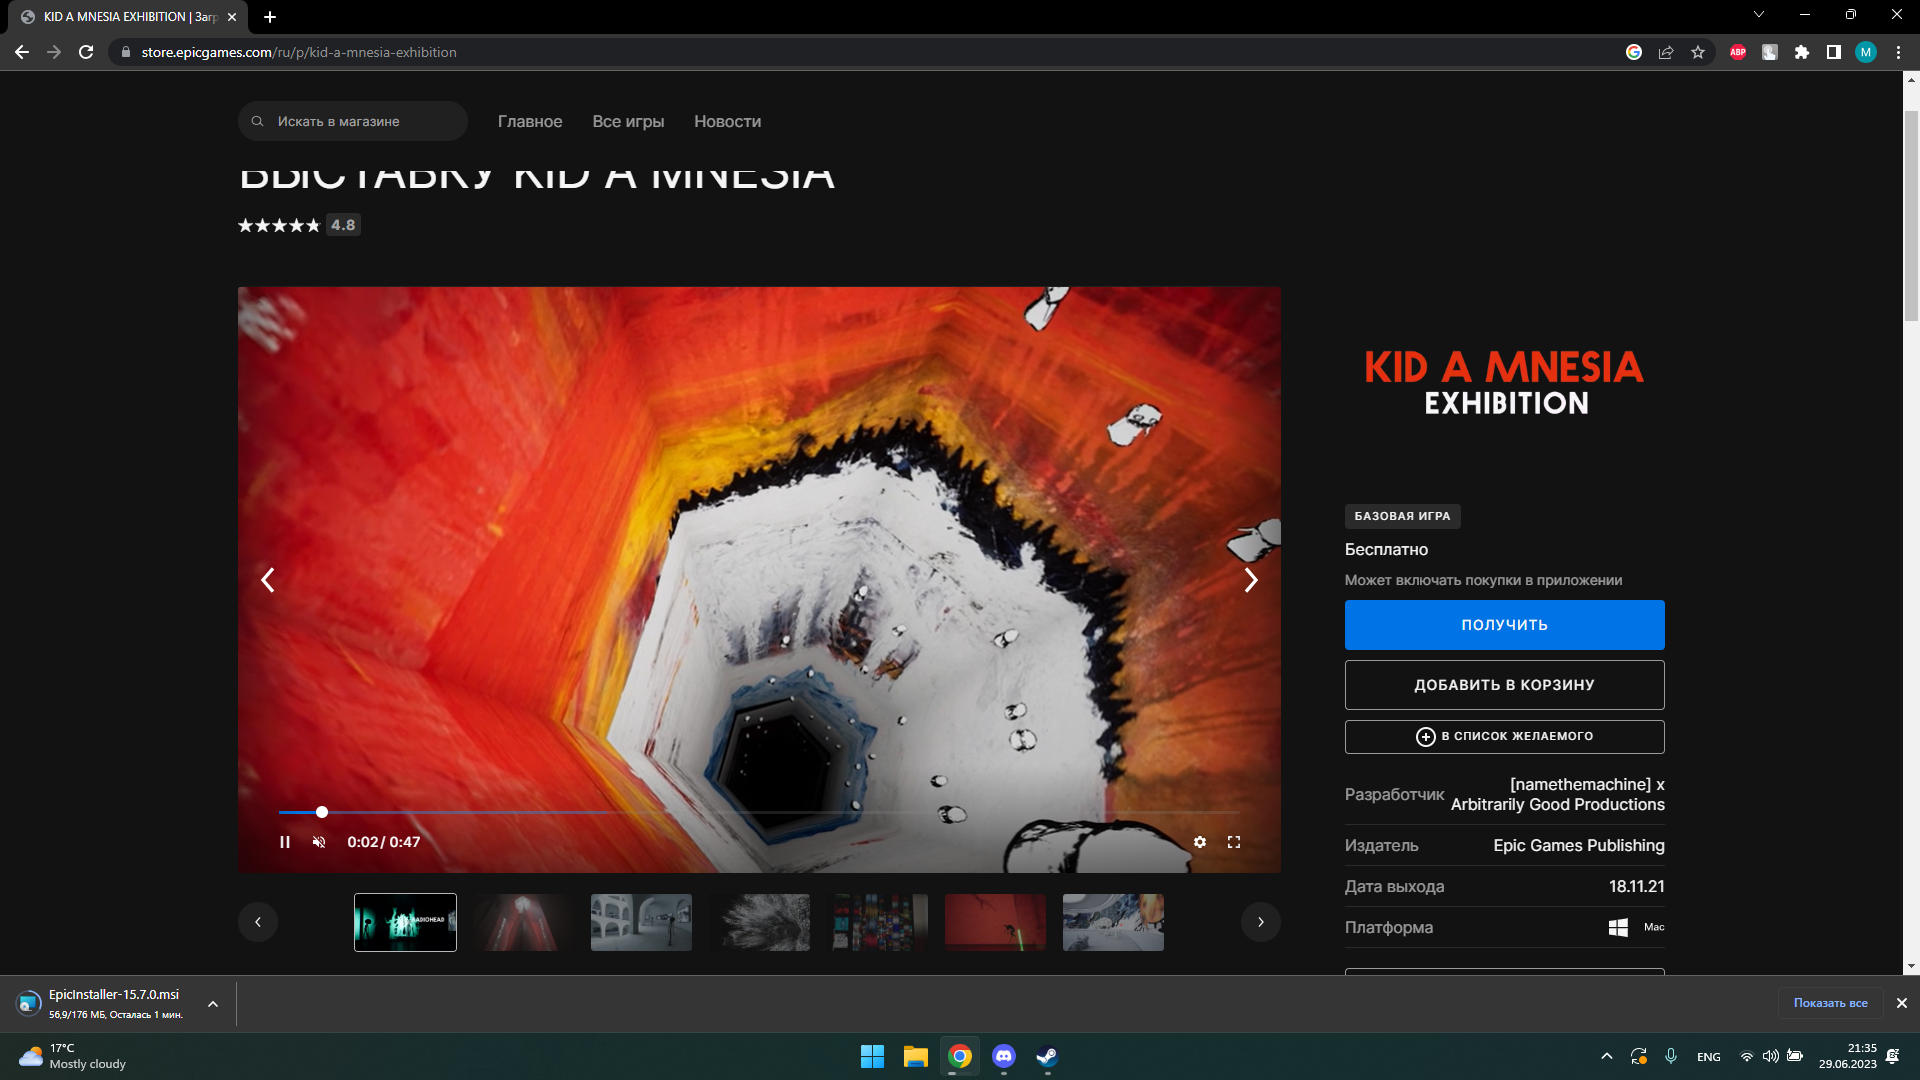 KID A MNESIA EXHIBITION | Загр
store.epicgames.com/ru/p/kid-a-mnesia-exhibition
ABP
M
Искать в магазине
Главное
Все игры
Новости
ВЫСТАВКУ KID A MNESIA
4.8
KID A MNESIA
EXHIBITION
БАЗОВАЯ ИГРА
Бесплатно
Может включать покупки в приложении
ПОЛУЧИТЬ
ДОБАВИТЬ В КОРЗИНУ
В СПИСОК ЖЕЛАЕМОГО
Разработчик
[namethemachine] x
Arbitrarily Good Productions
Издатель
Epic Games Publishing
Дата выхода
18.11.21
Платформа
Mac
0:02 / 0:47
RADIOHEAD
EpicInstaller-15.7.0.msi
56,9/176 МБ, Осталась 1 мин.
Показать все
17°C
Mostly cloudy
ENG
21:35
29.06.2023